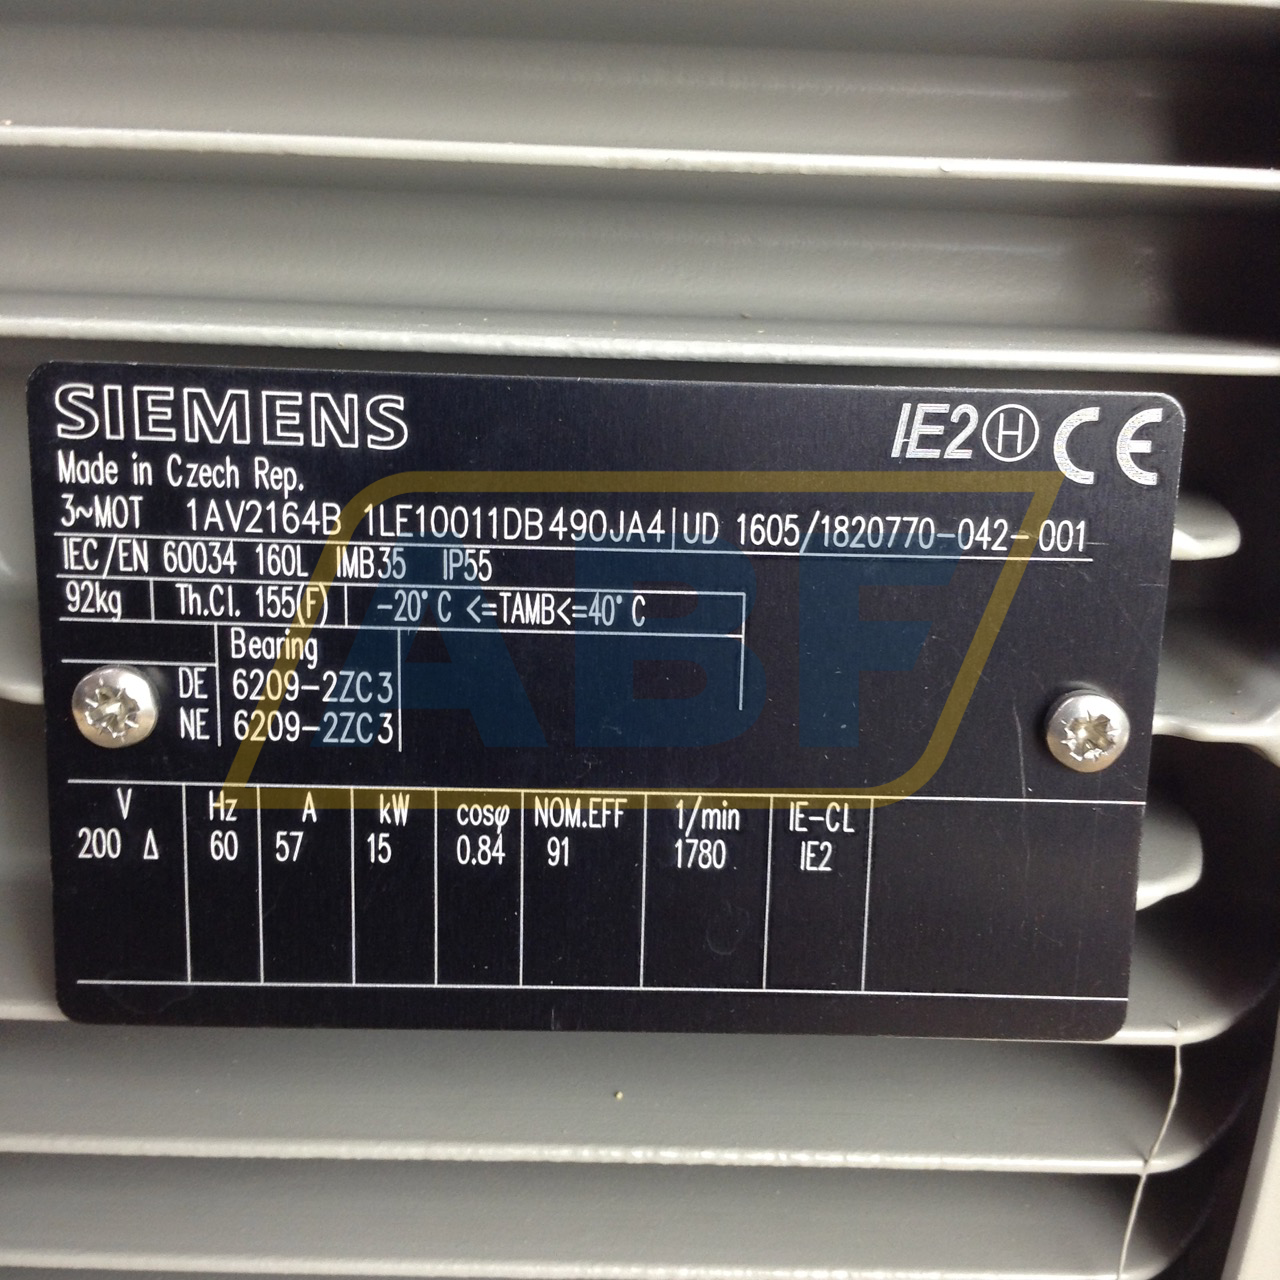 SIEMENS
IE2 H CE
Made in Czech Rep.
3~MOT 1AV2164B 1LE10011DB490JA4 UD 1605/1820770-042-001
IEC/EN 60034 160L IMB35 IP55
92kg Th.Cl. 155(F) -20°C <=TAMB<=40°C
Bearing
DE 6209-2ZC3
NE 6209-2ZC3
V Hz A kW cosφ NOM.EFF 1/min IE-CL
200 Δ 60 57 15 0.84 91 1780 IE2
ABF